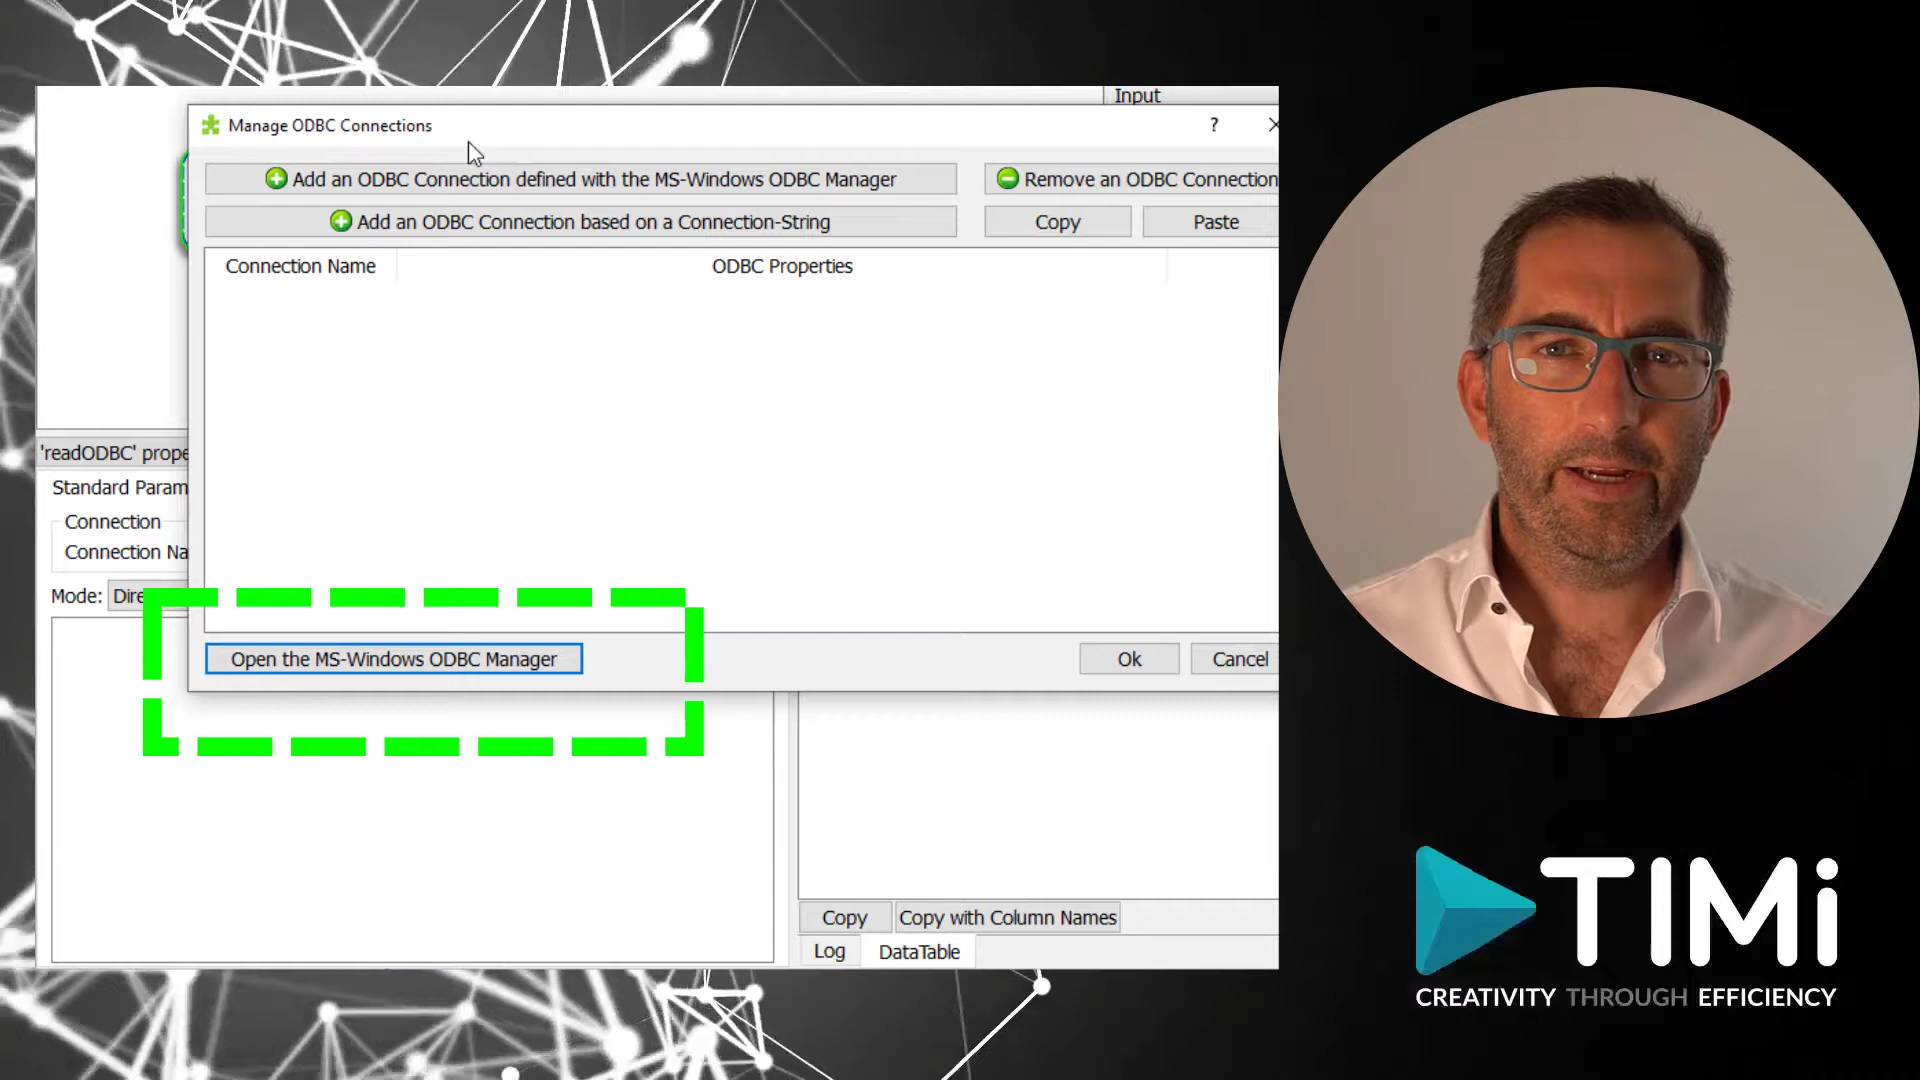 Input
Manage ODBC Connections
?
Add an ODBC Connection defined with the MS-Windows ODBC Manager
Remove an ODBC Connection
Add an ODBC Connection based on a Connection-String
Copy
Paste
Connection Name
ODBC Properties
'readODBC' prope
Standard Param
Connection
Connection Na
Mode:
Dire
Open the MS-Windows ODBC Manager
Ok
Cancel
Copy
Copy with Column Names
Log
DataTable
TIMi
CREATIVITY THROUGH EFFICIENCY